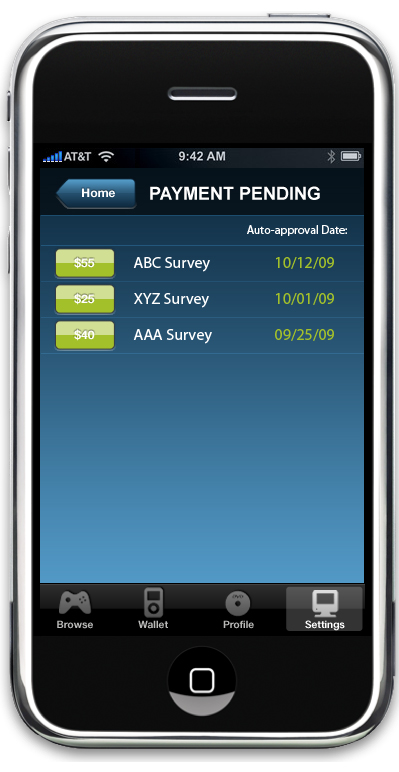 AT&T 9:42 AM
Home PAYMENT PENDING
Auto-approval Date:
$55 ABC Survey 10/12/09
$25 XYZ Survey 10/01/09
$40 AAA Survey 09/25/09
DVD
Browse Wallet Profile Settings